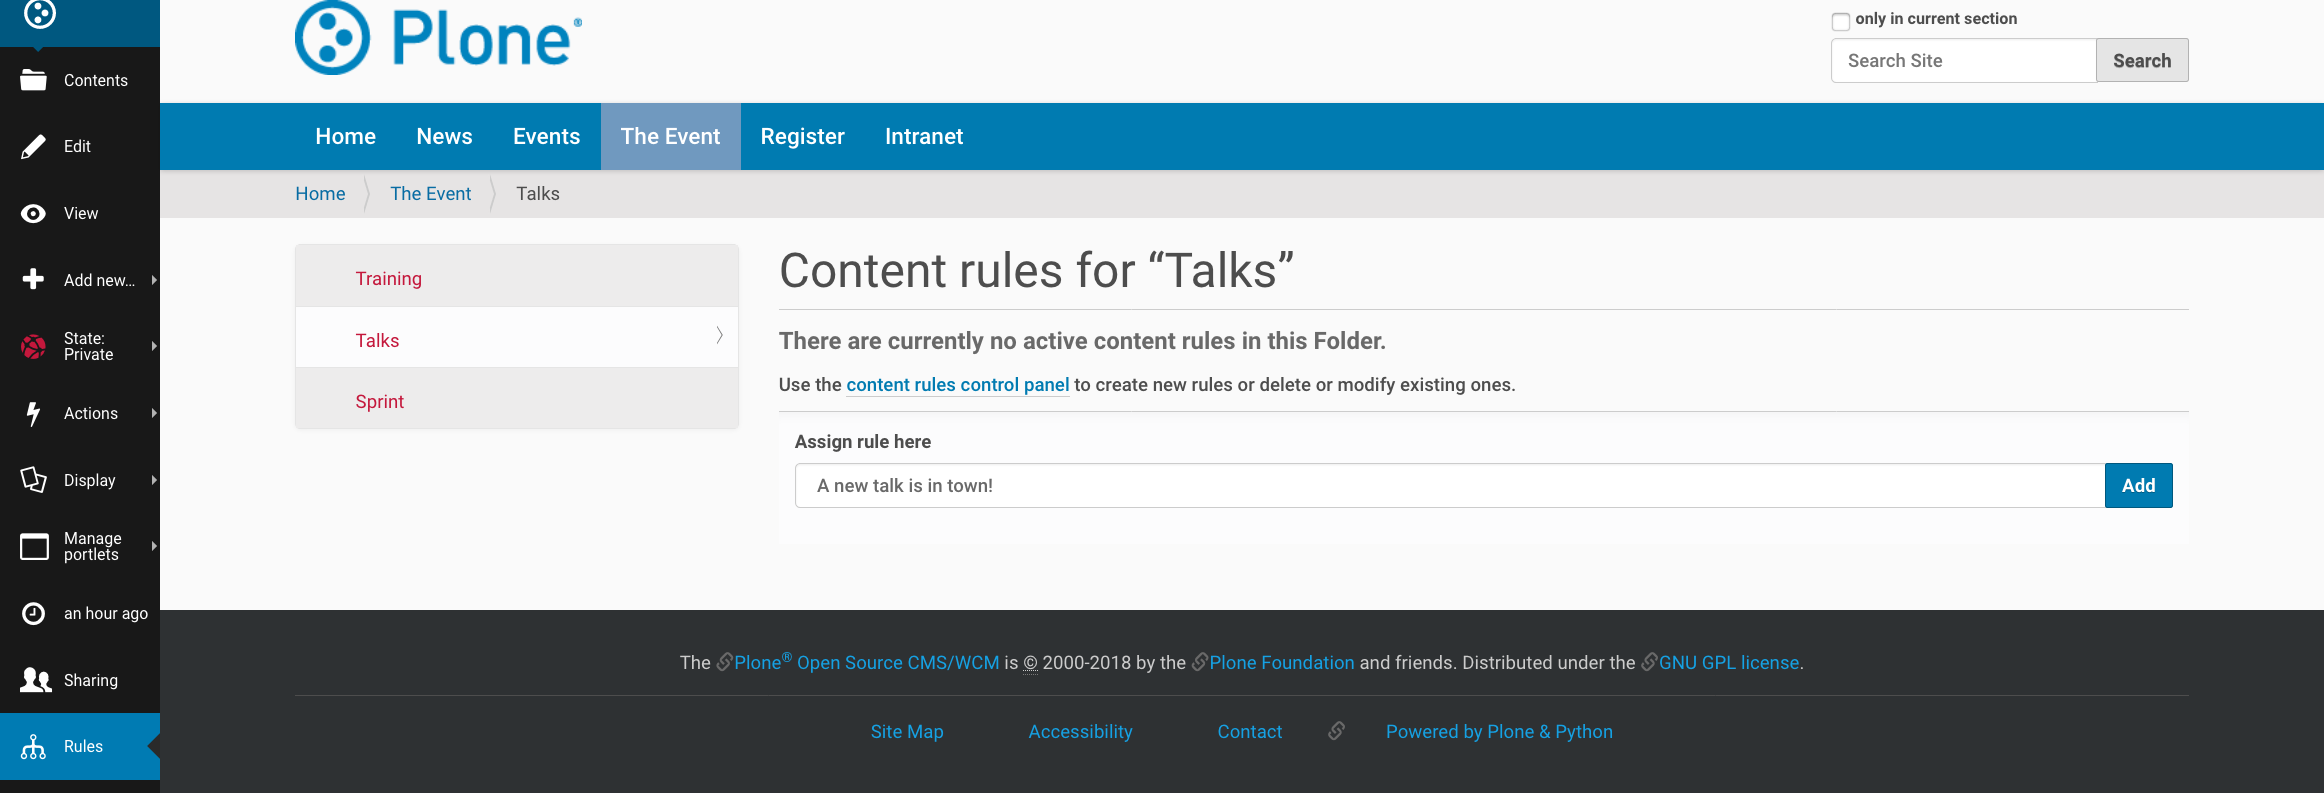 Plone®
only in current section
Search Site
Search
Contents
Edit
View
Add new...
State:
Private
Actions
Display
Manage
portlets
an hour ago
Sharing
Rules
Home
News
Events
The Event
Register
Intranet
Home
The Event
Talks
Training
Talks
Sprint
Content rules for “Talks”
There are currently no active content rules in this Folder.
Use the content rules control panel to create new rules or delete or modify existing ones.
Assign rule here
A new talk is in town!
Add
The Plone® Open Source CMS/WCM is © 2000-2018 by the Plone Foundation and friends. Distributed under the GNU GPL license.
Site Map
Accessibility
Contact
Powered by Plone & Python